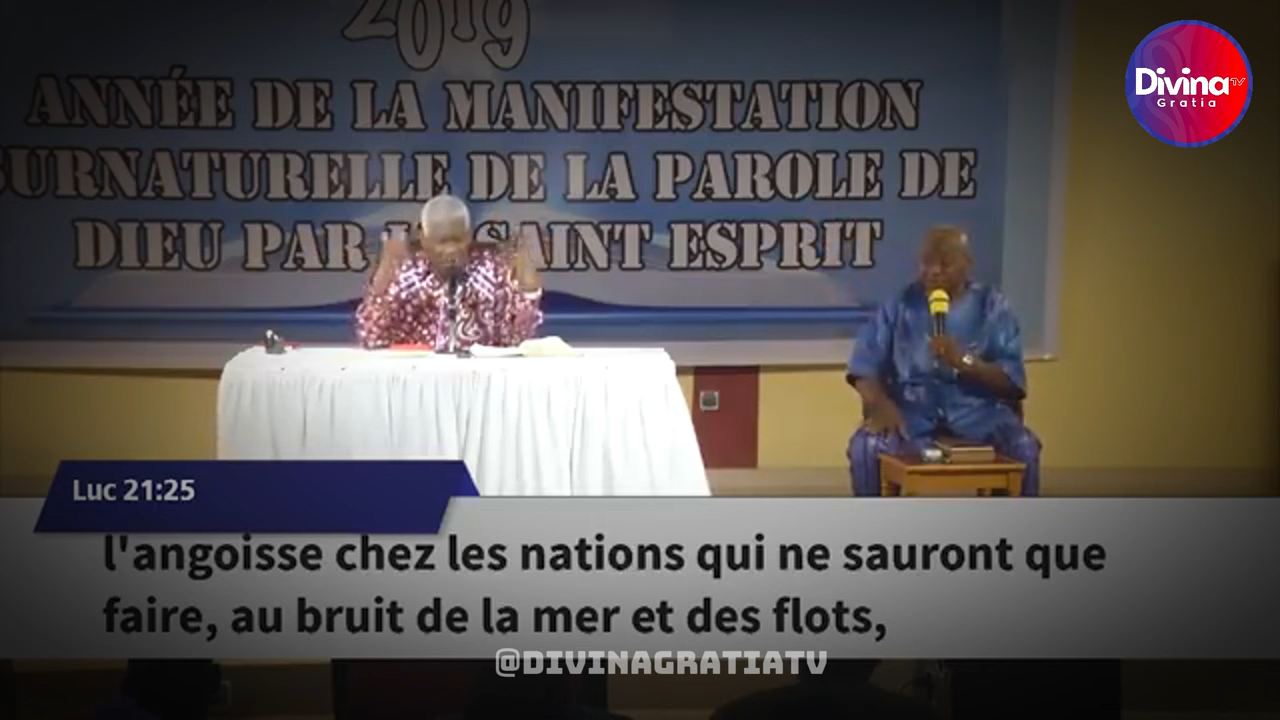 2019
ANNÉE DE LA MANIFESTATION
SURNATURELLE DE LA PAROLE DE
DIEU PAR SAINT ESPRIT
Divina TV
Gratia
Luc 21:25
l'angoisse chez les nations qui ne sauront que
faire, au bruit de la mer et des flots,
@DIVINAGRATIATV